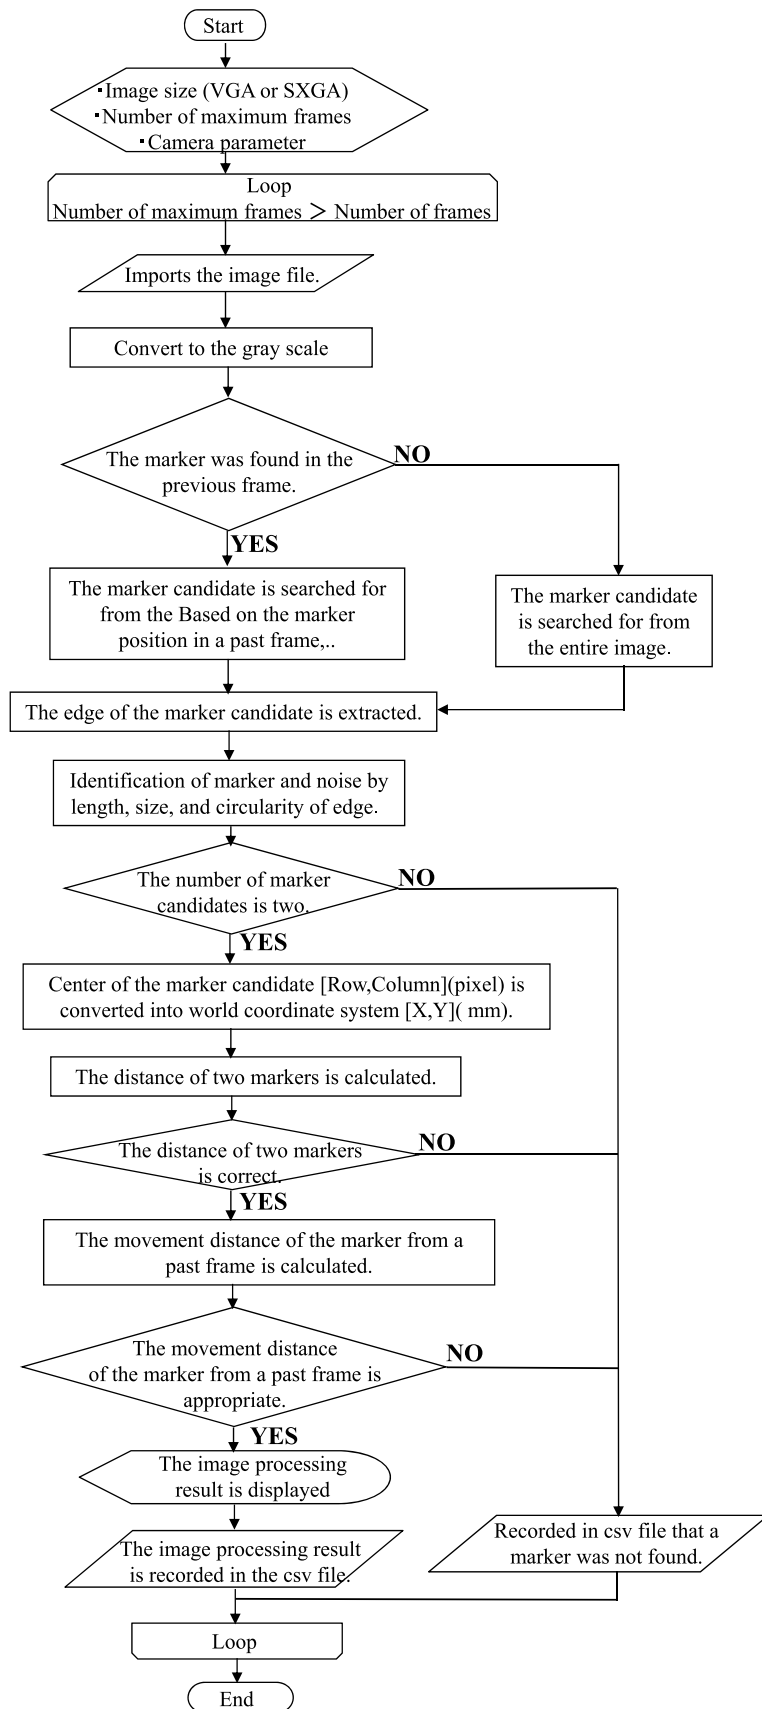 Start
・Image size (VGA or SXGA)
・Number of maximum frames
・Camera parameter
Loop
Number of maximum frames ＞ Number of frames
Imports the image file.
Convert to the gray scale
The marker was found in the
previous frame.
NO
YES
The marker candidate is searched for
from the Based on the marker
position in a past frame,..
The marker candidate
is searched for from
the entire image.
The edge of the marker candidate is extracted.
Identification of marker and noise by
length, size, and circularity of edge.
The number of marker
candidates is two.
NO
YES
Center of the marker candidate [Row,Column](pixel) is
converted into world coordinate system [X,Y]( mm).
The distance of two markers is calculated.
The distance of two markers
is correct.
NO
YES
The movement distance of the marker from a
past frame is calculated.
The movement distance
of the marker from a past frame is
appropriate.
NO
YES
The image processing
result is displayed
The image processing result
is recorded in the csv file.
Recorded in csv file that a
marker was not found.
Loop
End